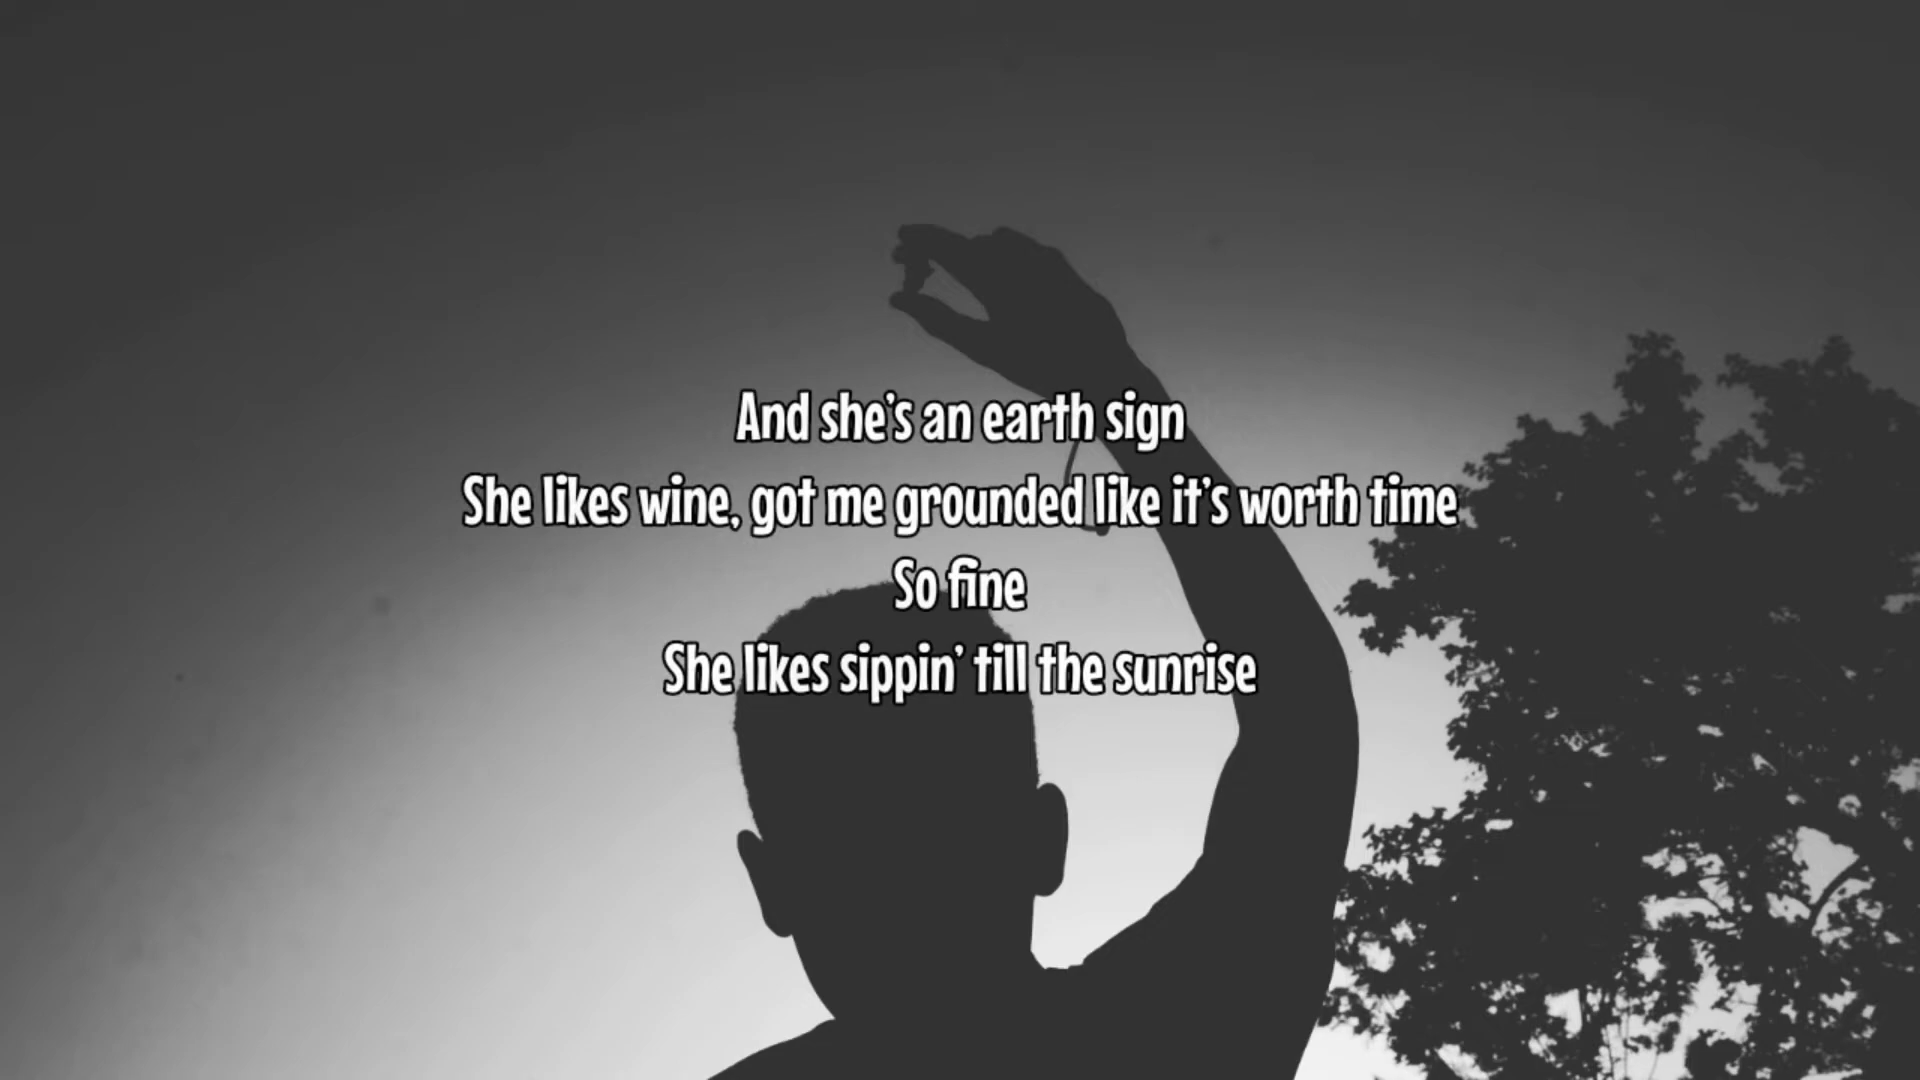 And she's an earth sign
She likes wine, got me grounded like it's worth time
So fine
She likes sippin' till the sunrise